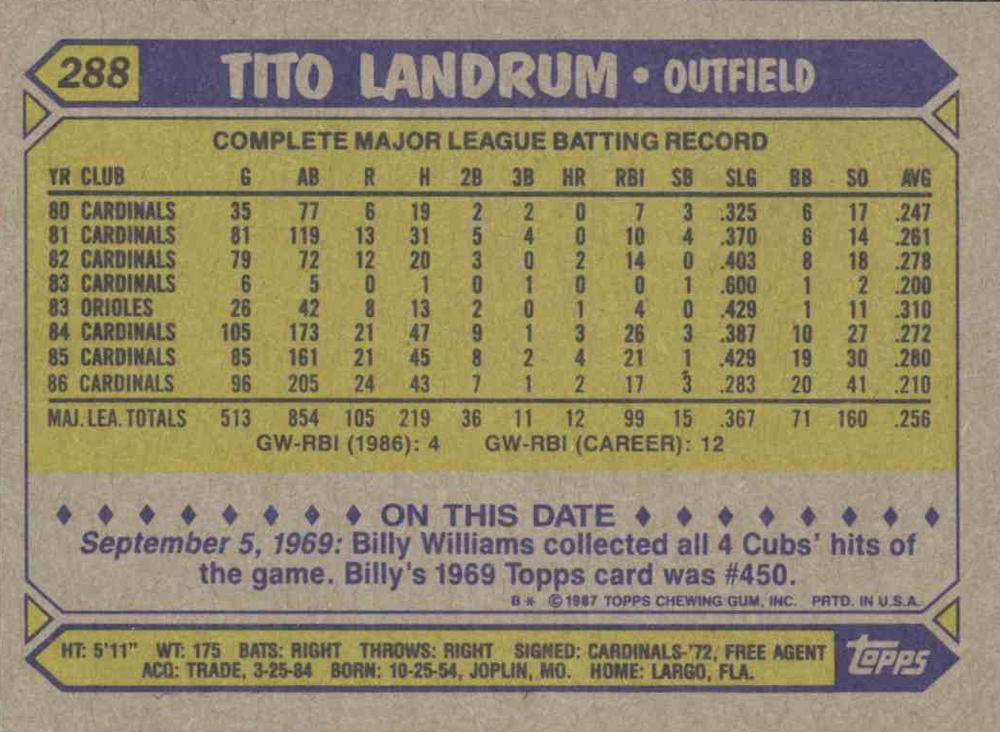 288 TITO LANDRUM • OUTFIELD
COMPLETE MAJOR LEAGUE BATTING RECORD
YR CLUB G AB R H 2B 3B HR RBI SB SLG BB SO AVG
80 CARDINALS 35 77 6 19 2 2 0 7 3 .325 6 17 .247
81 CARDINALS 81 119 13 31 5 4 0 10 4 .370 6 14 .261
82 CARDINALS 79 72 12 20 3 0 2 14 0 .403 8 18 .278
83 CARDINALS 6 5 0 1 0 1 0 0 1 .600 1 2 .200
83 ORIOLES 26 42 8 13 2 0 1 4 0 .429 1 11 .310
84 CARDINALS 105 173 21 47 9 1 3 26 3 .387 10 27 .272
85 CARDINALS 85 161 21 45 8 2 4 21 1 .429 19 30 .280
86 CARDINALS 96 205 24 43 7 1 2 17 3 .283 20 41 .210
MAJ. LEA. TOTALS 513 854 105 219 36 11 12 99 15 .367 71 160 .256
GW-RBI (1986): 4 GW-RBI (CAREER): 12
♦ ♦ ♦ ♦ ♦ ♦ ♦ ♦ ON THIS DATE ♦ ♦ ♦ ♦ ♦ ♦ ♦ ♦
September 5, 1969: Billy Williams collected all 4 Cubs' hits of
the game. Billy's 1969 Topps card was #450.
B* ©1987 TOPPS CHEWING GUM, INC. PRTD. IN U.S.A.
HT: 5'11" WT: 175 BATS: RIGHT THROWS: RIGHT SIGNED: CARDINALS-'72, FREE AGENT
ACQ: TRADE, 3-25-84 BORN: 10-25-54, JOPLIN, MO. HOME: LARGO, FLA.
Topps